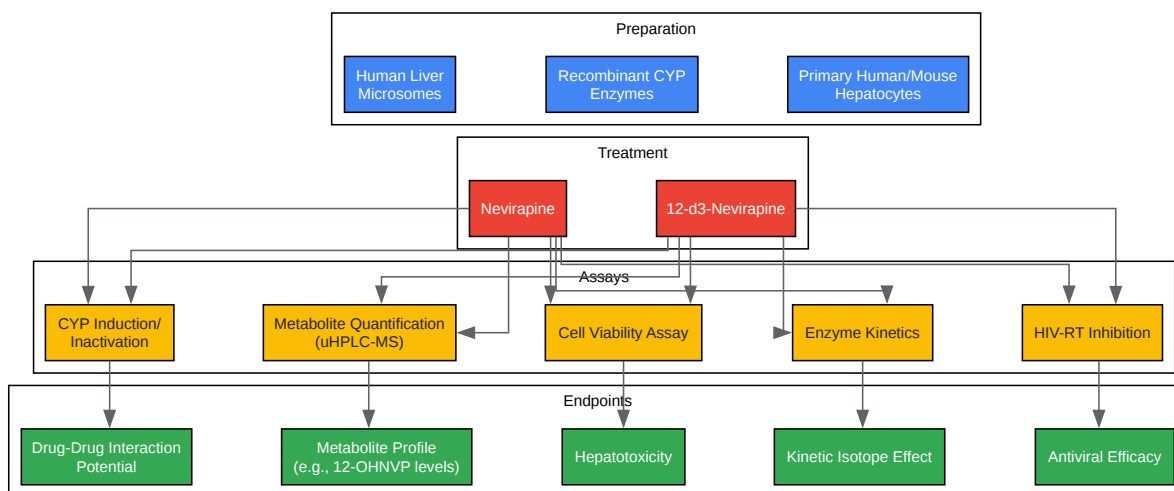 Preparation
Human Liver
Microsomes
Recombinant CYP
Enzymes
Primary Human/Mouse
Hepatocytes
Treatment
Nevirapine
12-d3-Nevirapine
Assays
CYP Induction/
Inactivation
Metabolite Quantification
(uHPLC-MS)
Cell Viability Assay
Enzyme Kinetics
HIV-RT Inhibition
Endpoints
Drug-Drug Interaction
Potential
Metabolite Profile
(e.g., 12-OHNVP levels)
Hepatotoxicity
Kinetic Isotope Effect
Antiviral Efficacy